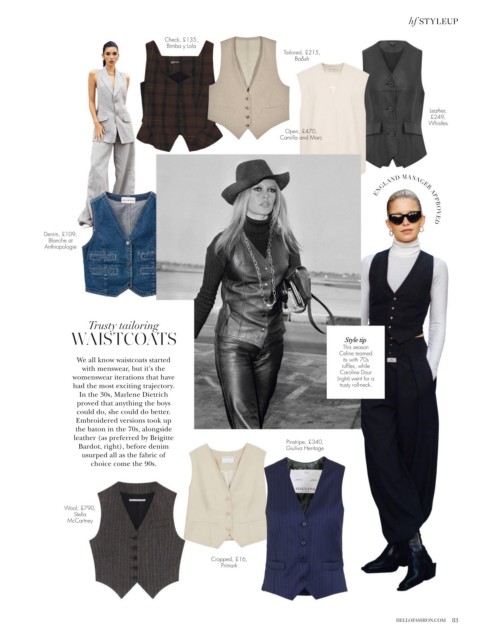 hf STYLEUP
Check, £135,
Bimba y Lola
Tailored, £215,
Ba&sh
Open, £470,
Camilla and Marc
Leather,
£249,
Whistles
ENGLAND MANAGER APPROVED
Denim, £109,
Blanche at
Anthropologie
Trusty tailoring
WAISTCOATS
We all know waistcoats started
with menswear, but it's the
womenswear iterations that have
had the most exciting trajectory.
In the 30s, Marlene Dietrich
proved that anything the boys
could do, she could do better.
Embroidered versions took up
the baton in the 70s, alongside
leather (as preferred by Brigitte
Bardot, right), before denim
usurped all as the fabric of
choice come the 90s.
Style tip
This season
Celine teamed
its with 70s
ruffles, while
Caroline Daur
(right) went for a
trusty roll-neck.
Pinstripe, £340,
Giuliva Heritage
Wool, £790,
Stella
McCartney
Cropped, £16,
Primark
HELLOFASHION.COM 83